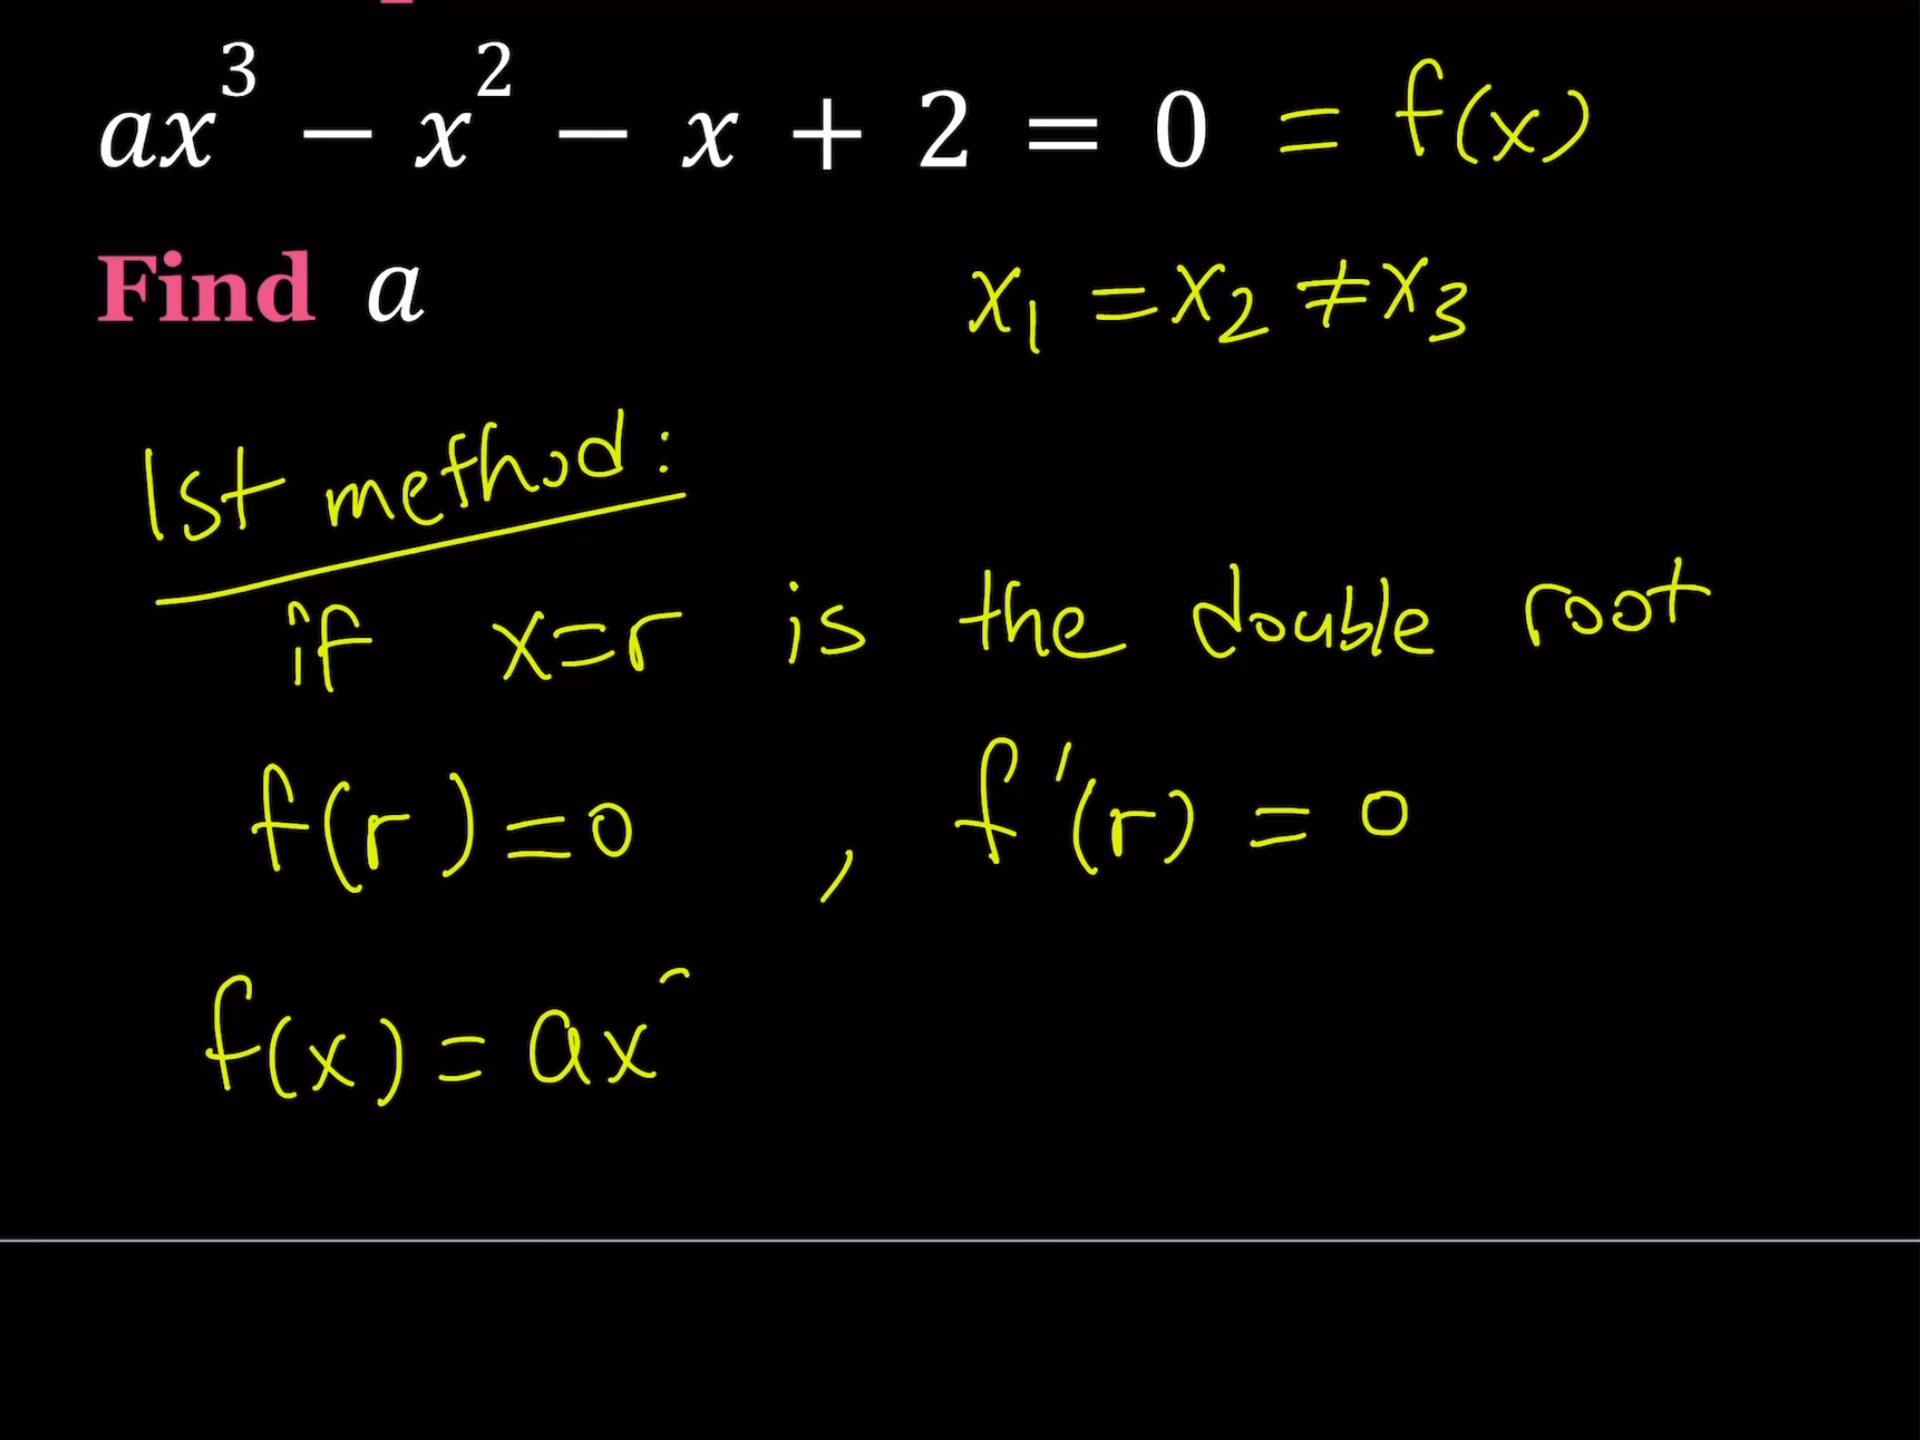 ax³ − x² − x + 2 = 0 = f(x)
Find a
x₁ = x₂ ≠ x₃
1st method:
if x=r is the double root
f(r)=0 , f'(r) = 0
f(x) = ax